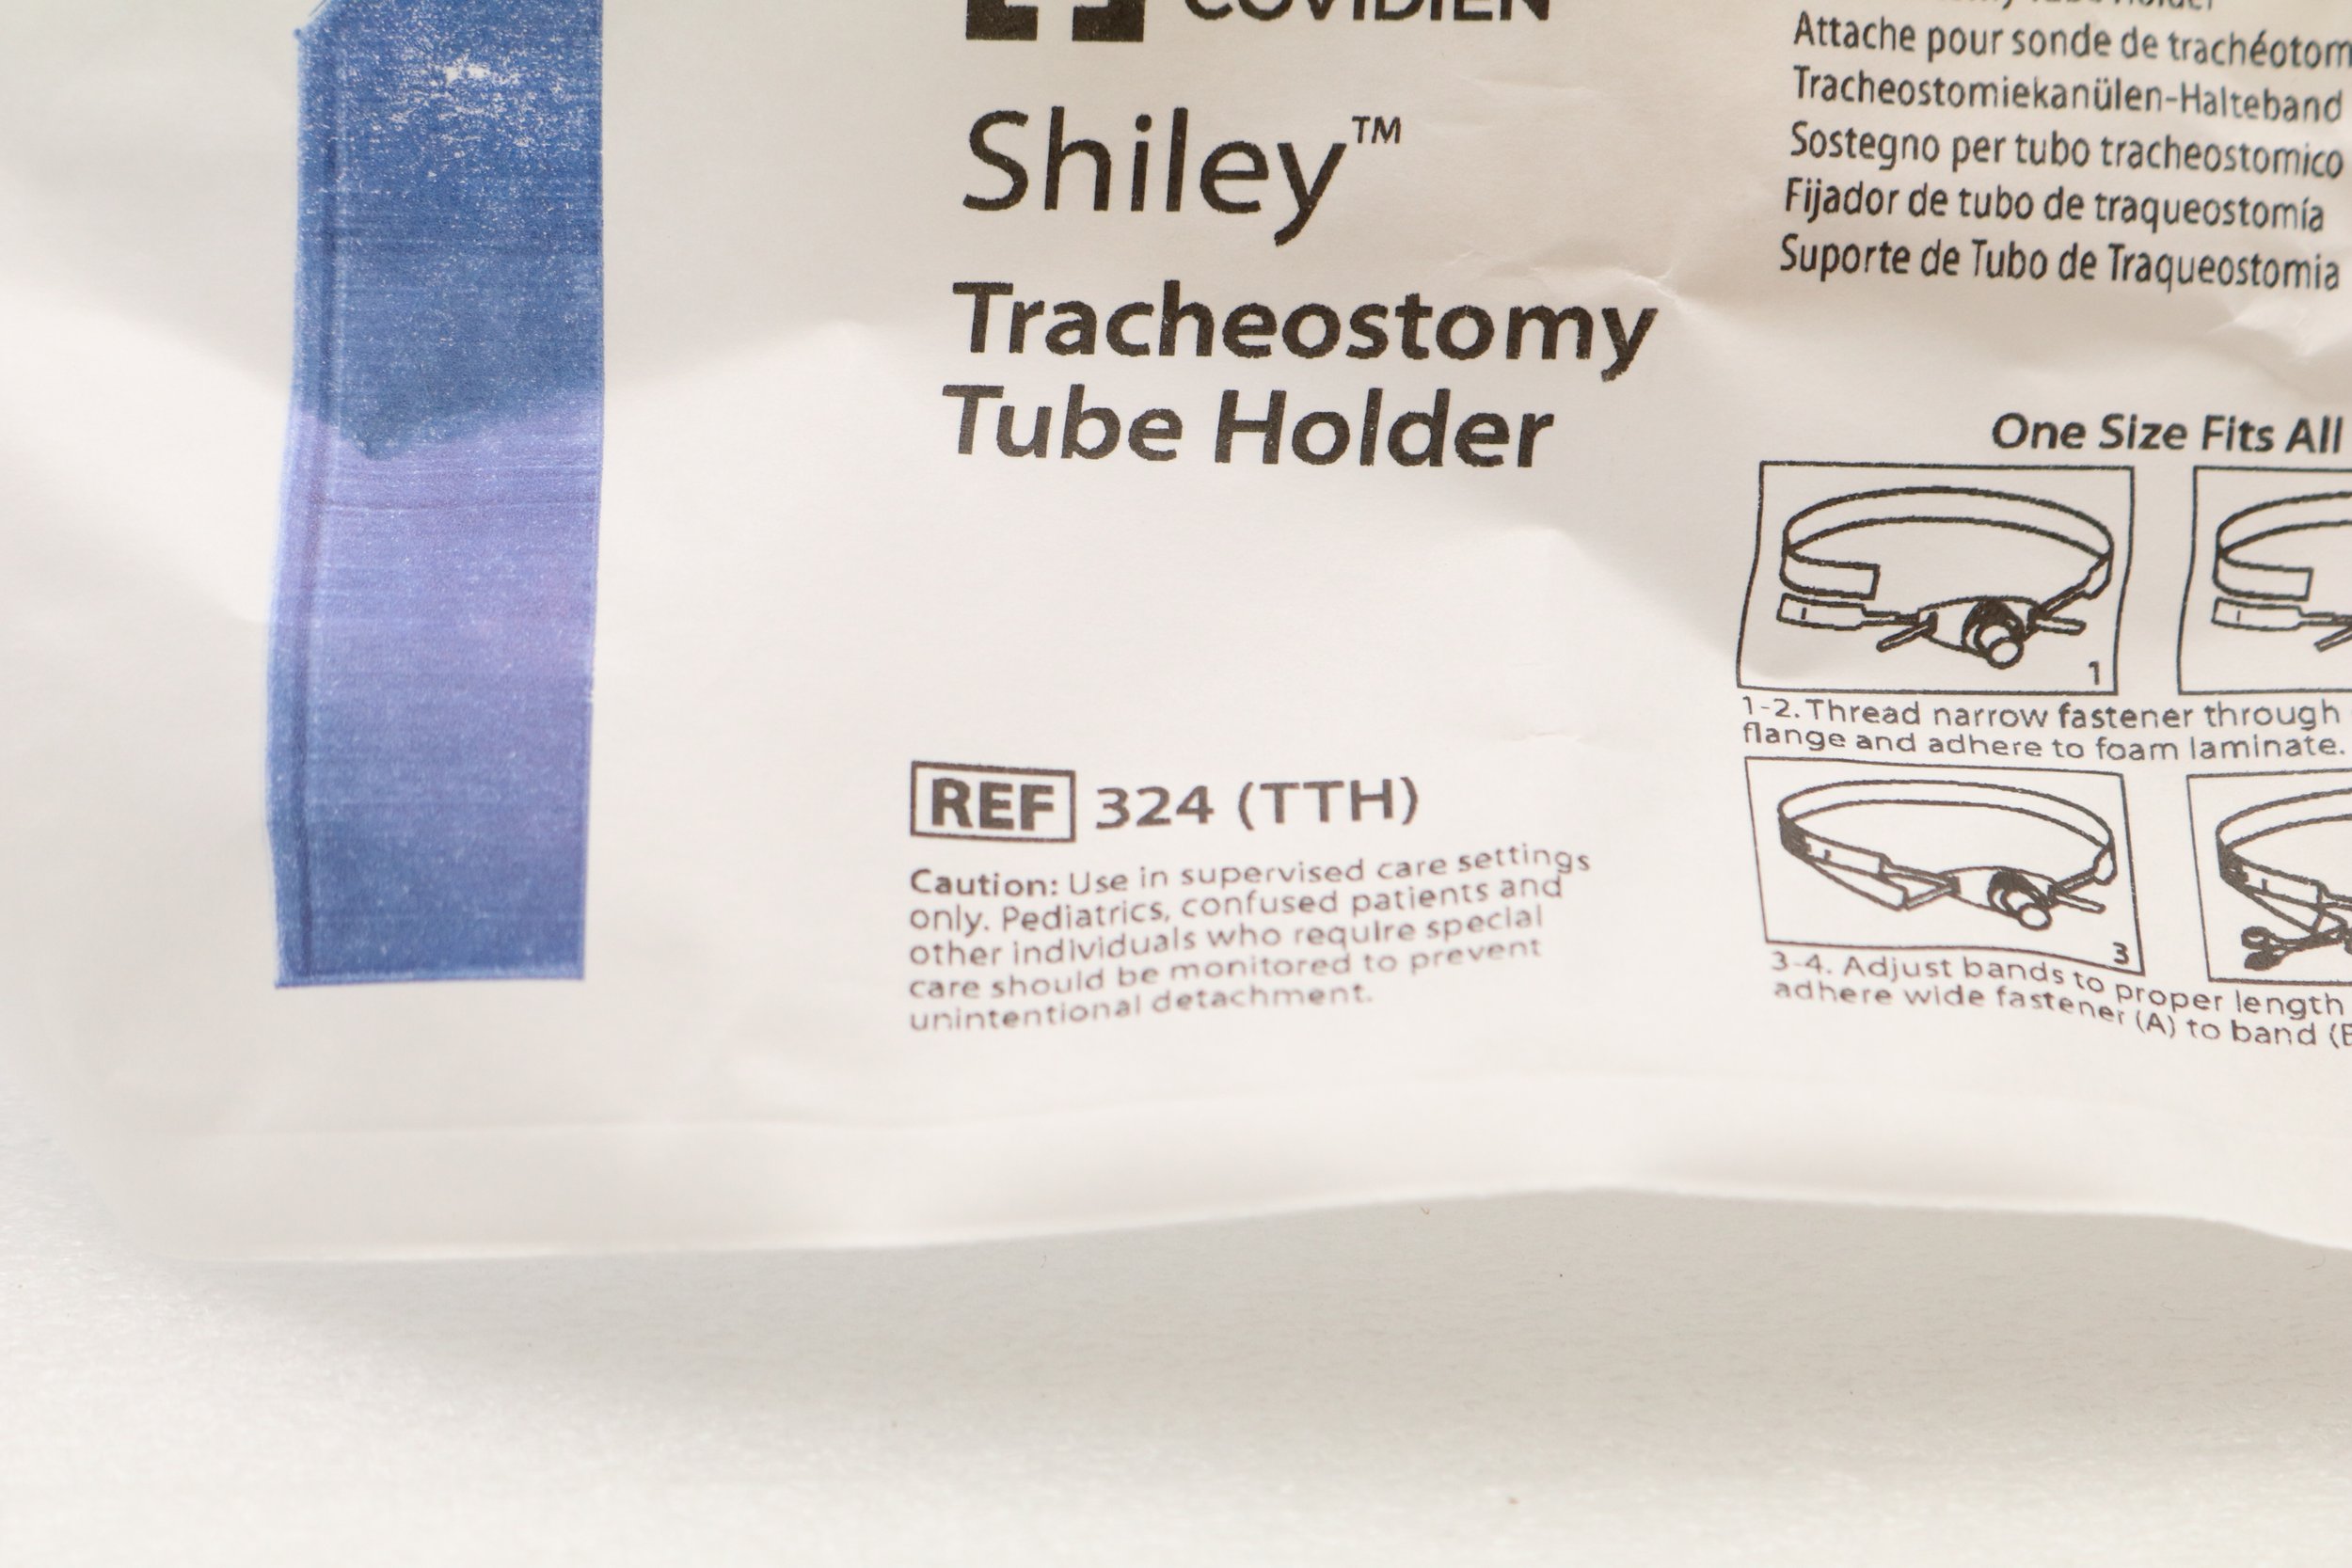 COVIDIEN
Shiley™
Tracheostomy
Tube Holder
REF 324 (TTH)
Caution: Use in supervised care settings
only. Pediatrics, confused patients and
other individuals who require special
care should be monitored to prevent
unintentional detachment.
Tube Holder
Attache pour sonde de trachéotom
Tracheostomiekanülen-Halteband
Sostegno per tubo tracheostomico
Fijador de tubo de traqueostomía
Suporte de Tubo de Traqueostomia
One Size Fits All
1
1-2. Thread narrow fastener through
flange and adhere to foam laminate.
3
3-4. Adjust bands to proper length
adhere wide fastener (A) to band